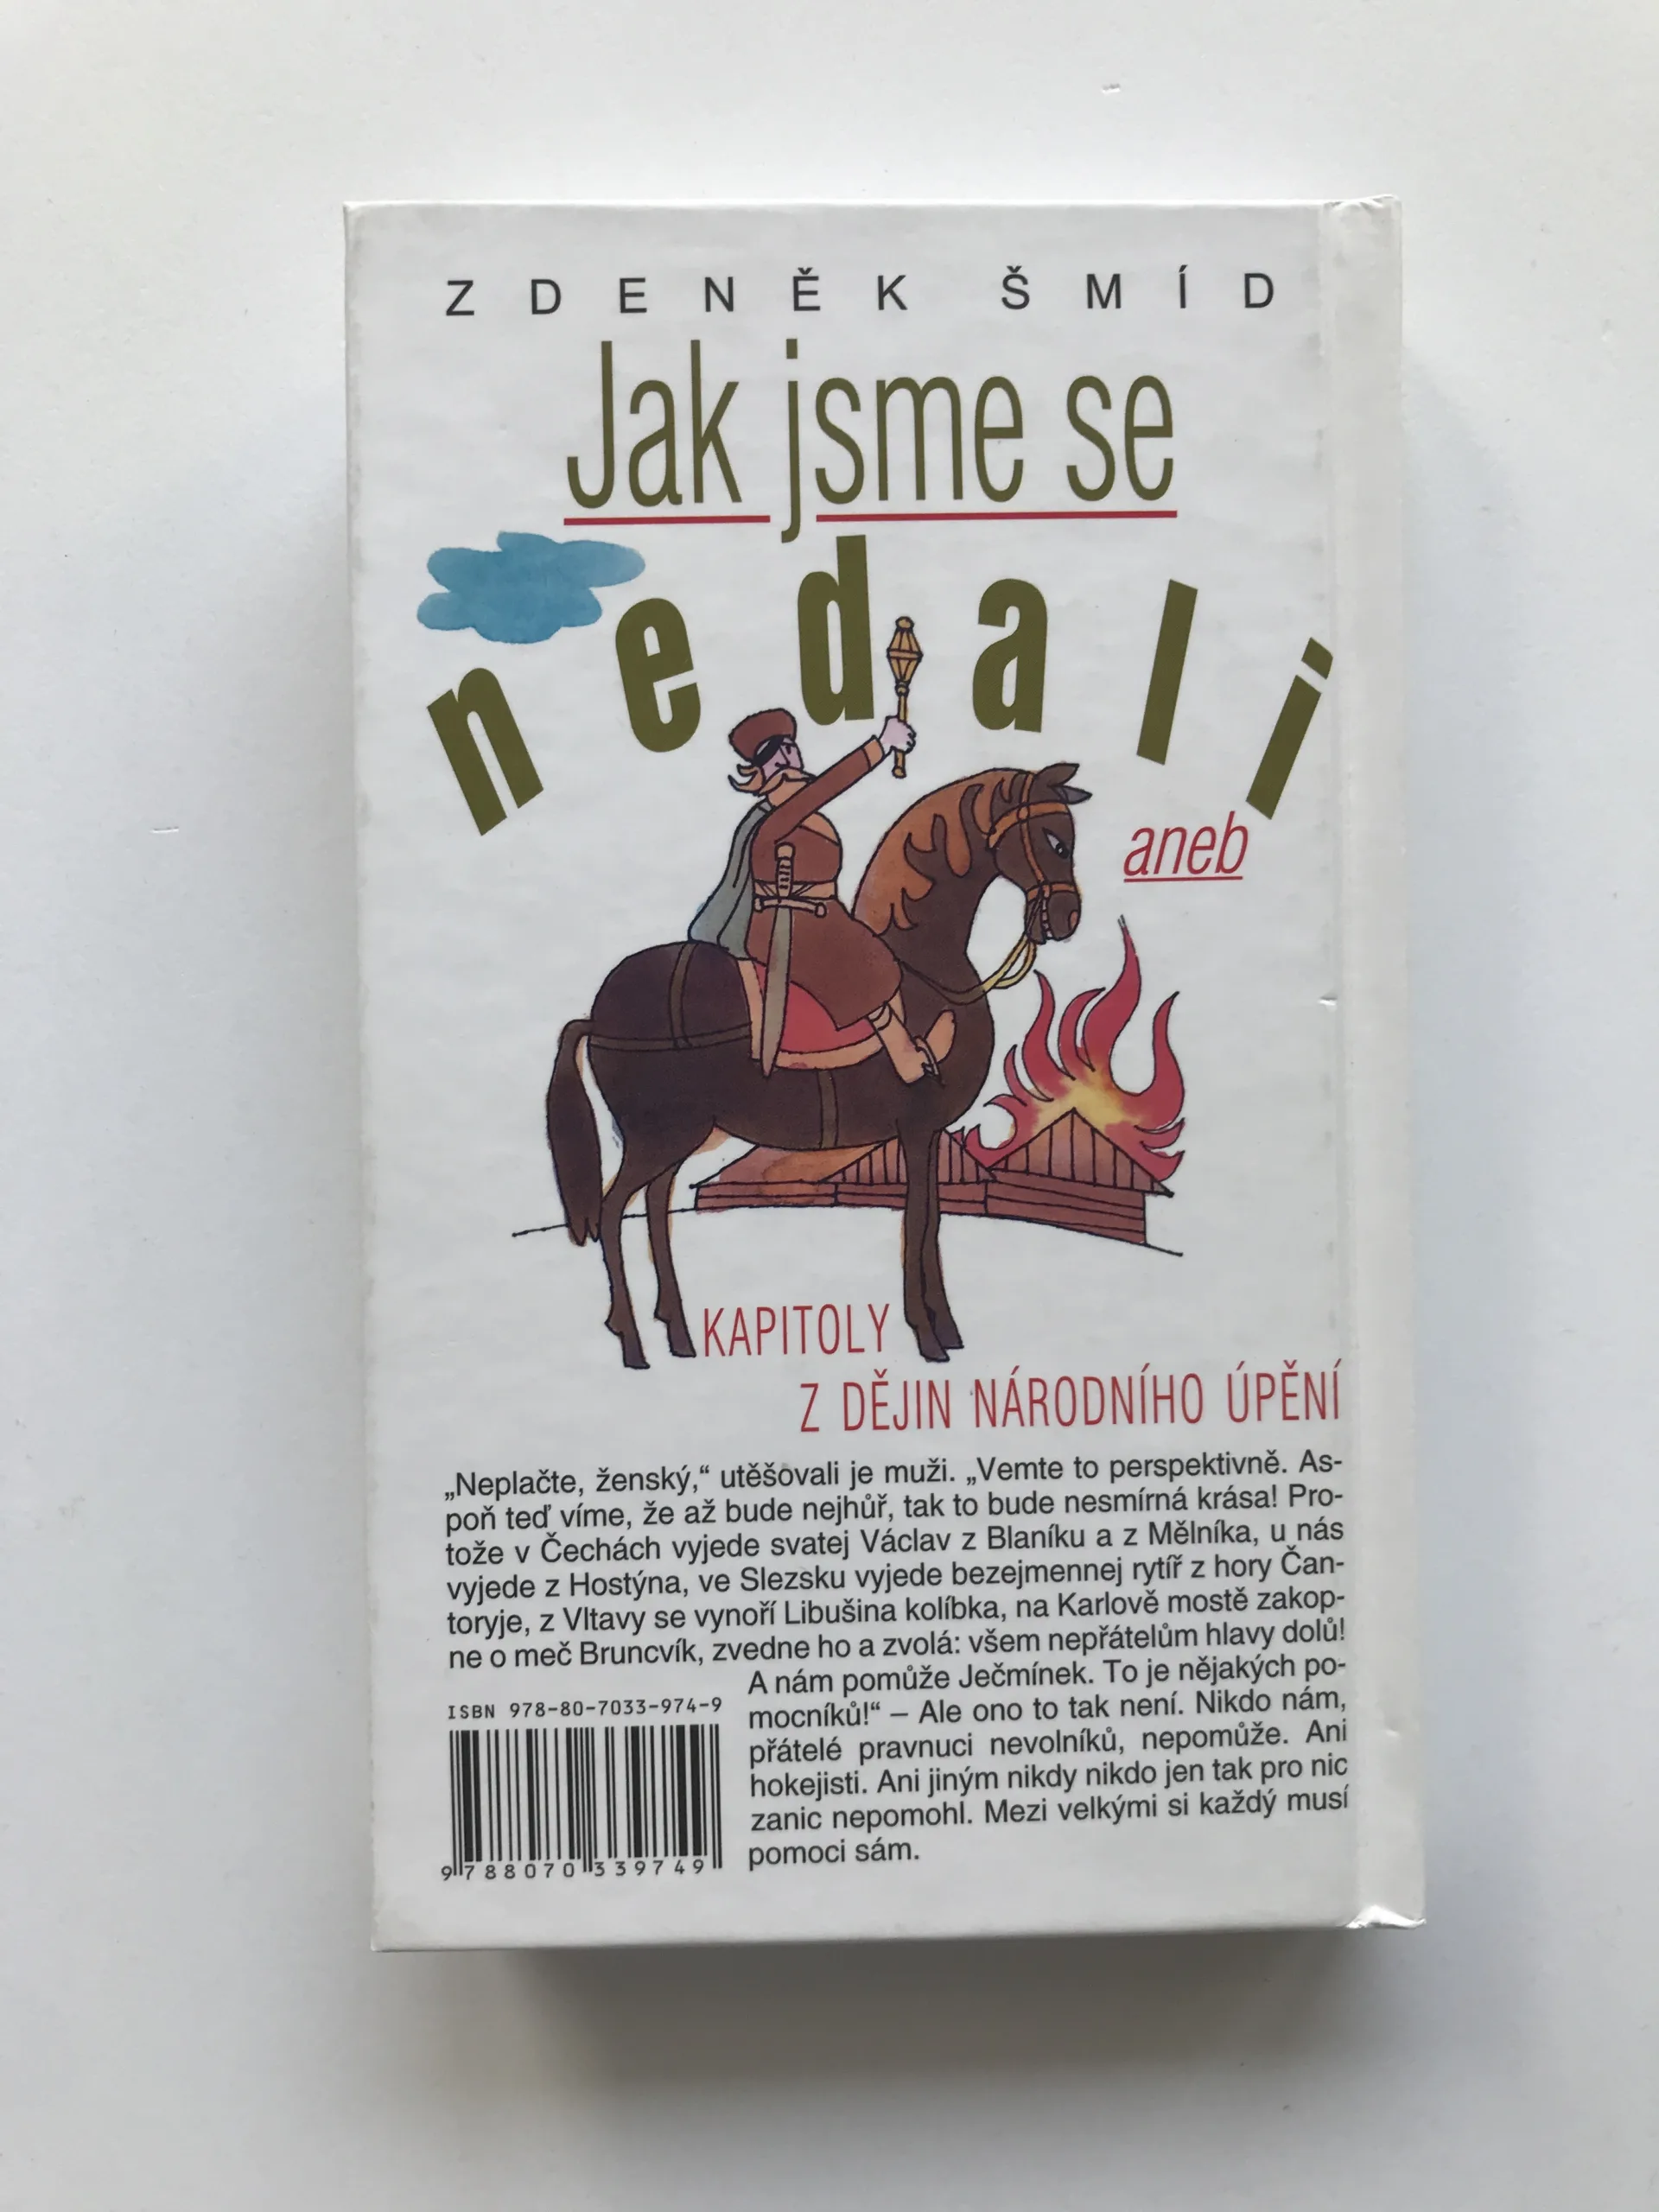 ZDENĚK ŠMÍD
Jak jsme se
nedali
aneb
KAPITOLY
Z DĚJIN NÁRODNÍHO ÚPĚNÍ
„Neplačte, ženský,“ utěšovali je muži. „Vemte to perspektivně. As-
poň teď víme, že až bude nejhůř, tak to bude nesmírná krása! Pro-
tože v Čechách vyjede svatej Václav z Blaníku a z Mělníka, u nás
vyjede z Hostýna, ve Slezsku vyjede bezejmennej rytíř z hory Čan-
toryje, z Vltavy se vynoří Libušina kolíbka, na Karlově mostě zakop-
ne o meč Bruncvík, zvedne ho a zvolá: všem nepřátelům hlavy dolů!
A nám pomůže Ječmínek. To je nějakých po-
mocníků!“ – Ale ono to tak není. Nikdo nám,
přátelé pravnuci nevolníků, nepomůže. Ani
hokejisti. Ani jiným nikdy nikdo jen tak pro nic
zanic nepomohl. Mezi velkými si každý musí
pomoci sám.
ISBN 978-80-7033-974-9
9 788070 339749